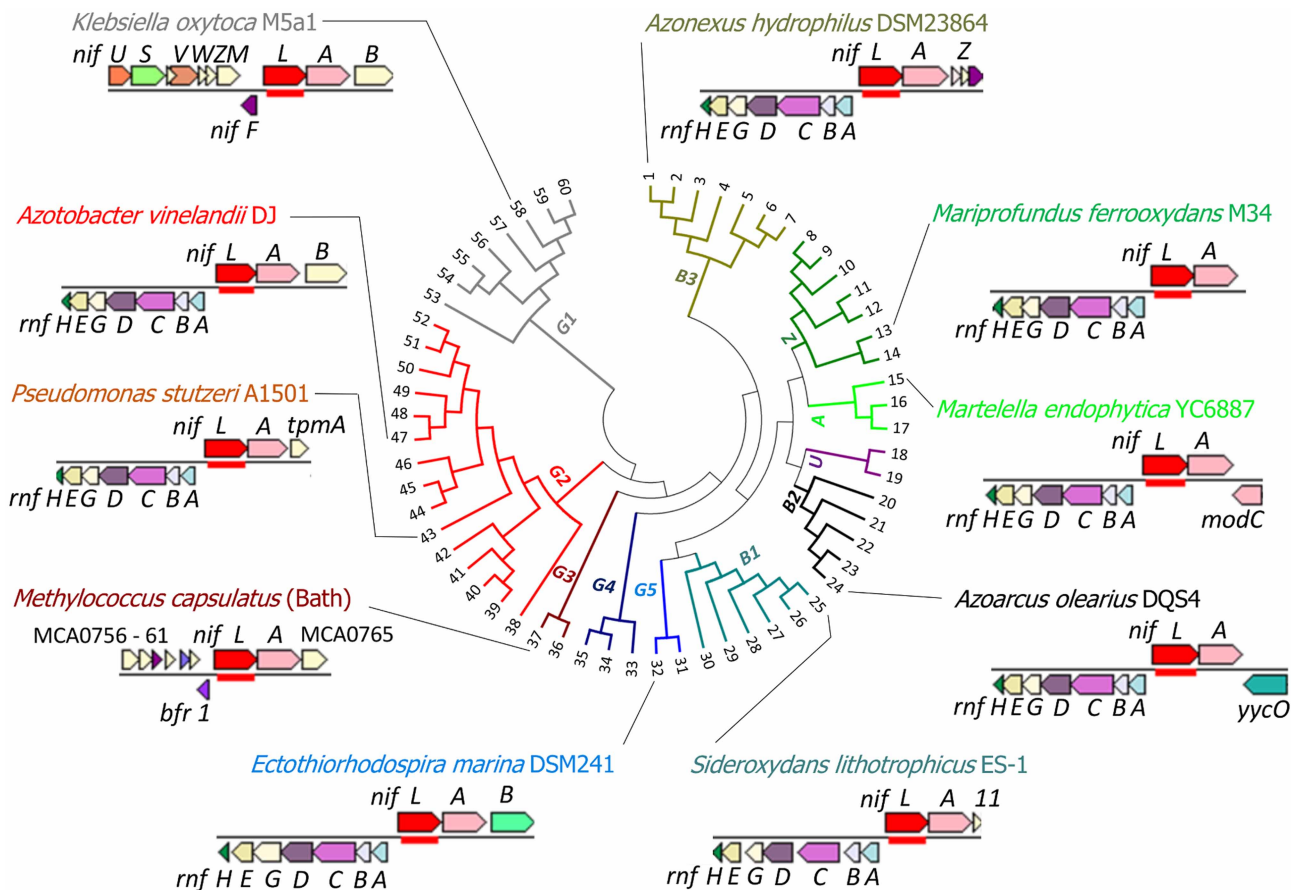 Klebsiella oxytoca M5a1
nif U S V W Z M L A B
nif F
Azonexus hydrophilus DSM23864
nif L A Z
rnf H E G D C B A
Azotobacter vinelandii DJ
nif L A B
rnf H E G D C B A
Mariprofundus ferrooxydans M34
nif L A
rnf H E G D C B A
Pseudomonas stutzeri A1501
nif L A tpmA
rnf H E G D C B A
Martelella endophytica YC6887
nif L A
rnf H E G D C B A
modC
Methylococcus capsulatus (Bath)
MCA0756 - 61 nif L A MCA0765
bfr 1
Azoarcus olearius DQS4
nif L A
rnf H E G D C B A
yycO
Ectothiorhodospira marina DSM241
nif L A B
rnf H E G D C B A
Sideroxydans lithotrophicus ES-1
nif L A 11
rnf H E G D C B A
1 2 3 4 5 6 7
B3
8 9 10 11 12 13 14
Z
15 16 17
A
18 19
U
20 21 22 23 24
B2
25 26 27 28 29 30
B1
31 32
G5
33 34 35
G4
36 37
G3
38 39 40 41 42 43 44 45 46 47 48 49 50 51 52
G2
53 54 55 56 57 58 59 60
G1